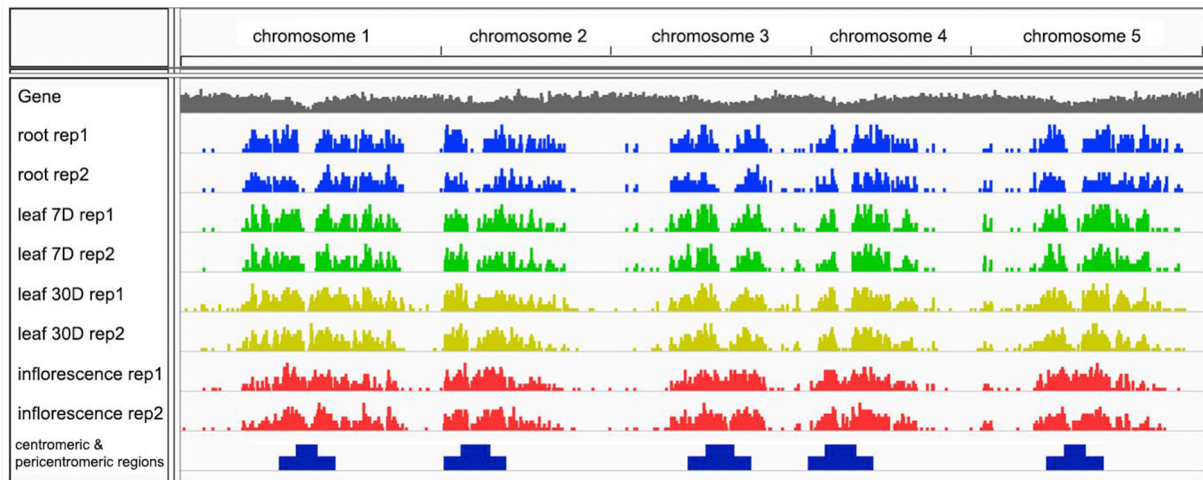 chromosome 1 chromosome 2 chromosome 3 chromosome 4 chromosome 5
Gene
root rep1
root rep2
leaf 7D rep1
leaf 7D rep2
leaf 30D rep1
leaf 30D rep2
inflorescence rep1
inflorescence rep2
centromeric &
pericentromeric regions